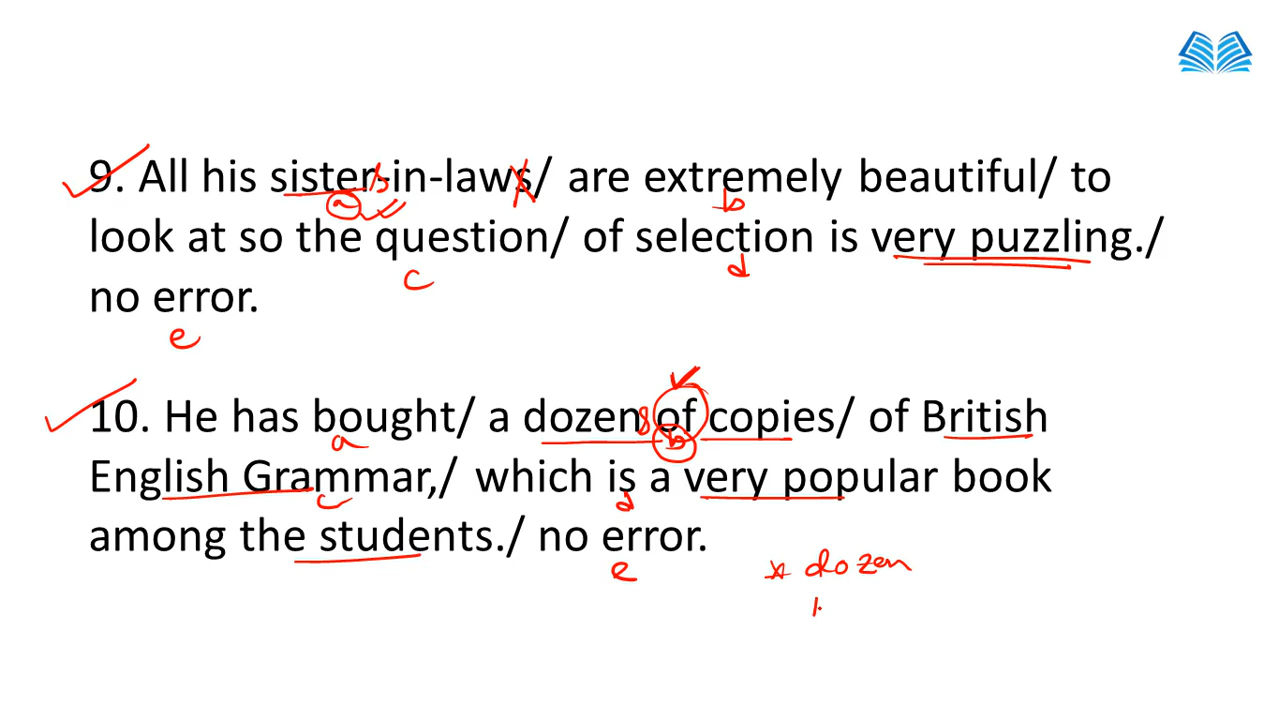 9. All his sister-in-laws/ are extremely beautiful/ to
s
a
b
look at so the question/ of selection is very puzzling./
c
d
no error.
e
10. He has bought/ a dozen of copies/ of British
a
b
English Grammar,/ which is a very popular book
c
d
among the students./ no error.
e
* dozen